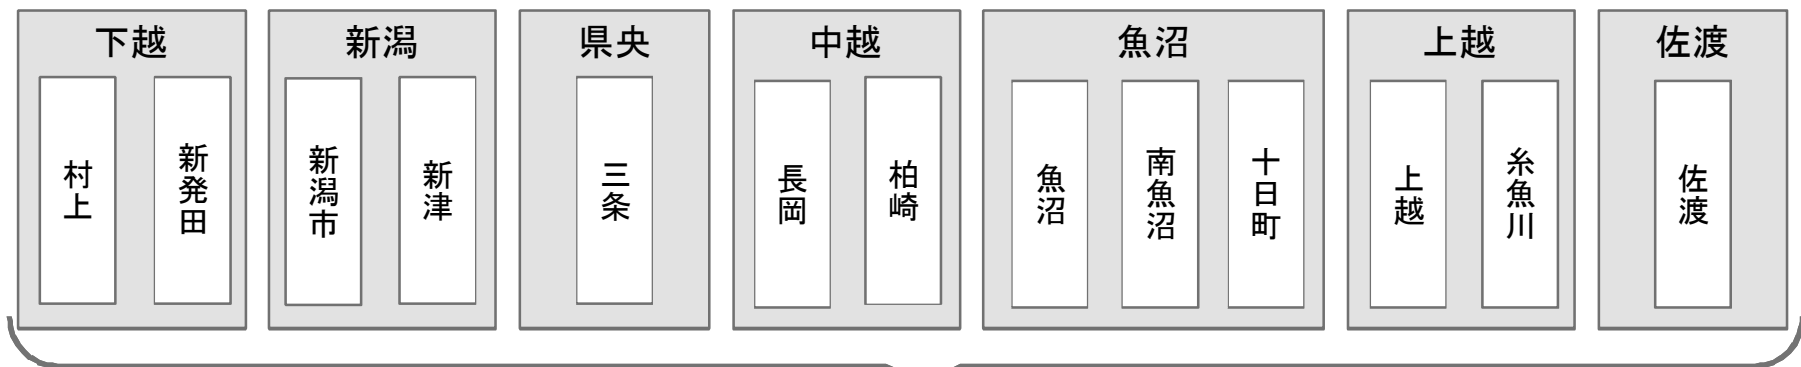 下越
村上
新発田
新潟
新潟市
新津
県央
三条
中越
長岡
柏崎
魚沼
魚沼
南魚沼
十日町
上越
上越
糸魚川
佐渡
佐渡